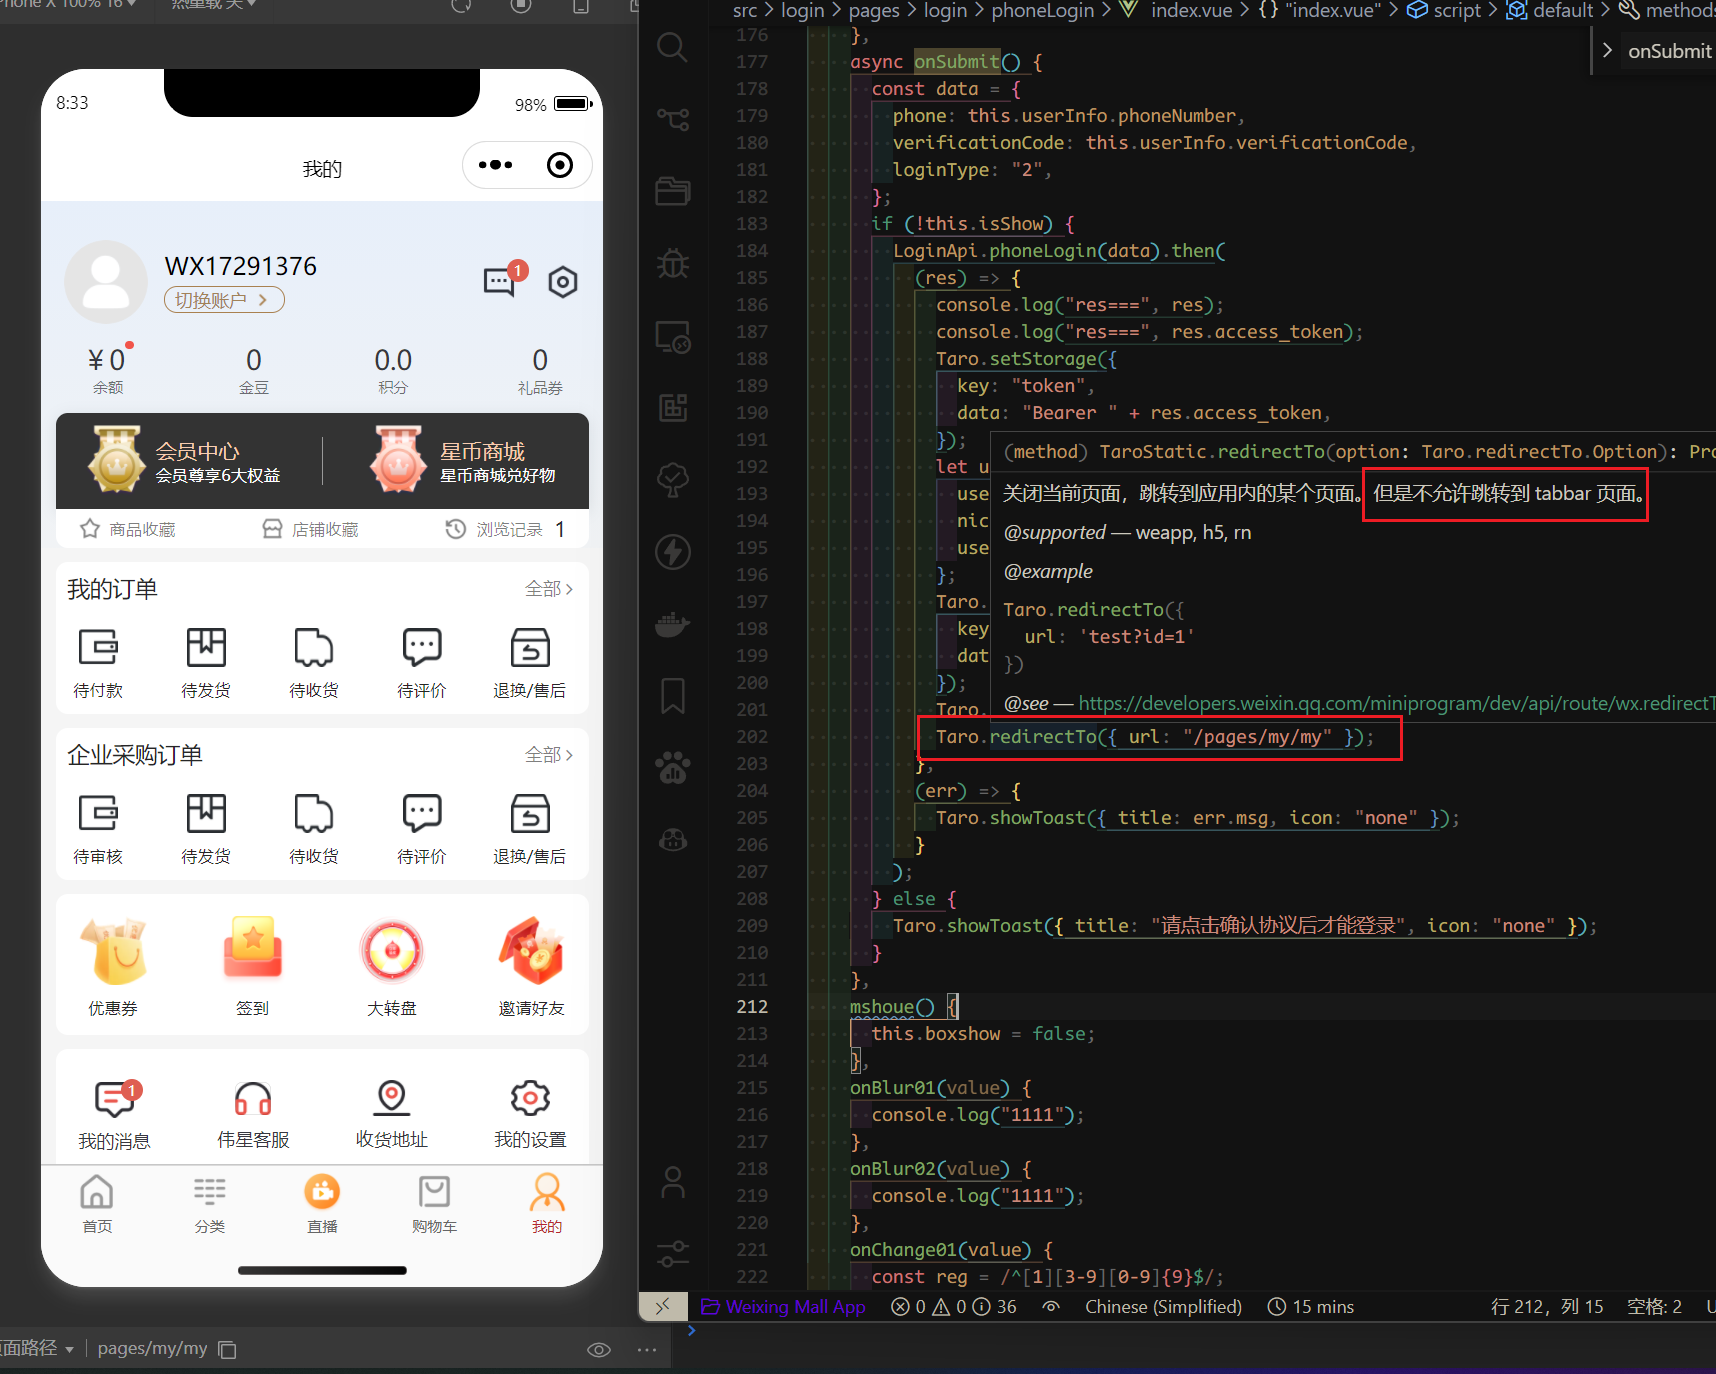 Phone X 100% 16
热重载 关
8:33
98%
我的
WX17291376
切换账户
1
¥ 0
0
0.0
0
余额
金豆
积分
礼品券
会员中心
会员尊享6大权益
星币商城
星币商城兑好物
商品收藏
店铺收藏
浏览记录 1
我的订单
全部
待付款
待发货
待收货
待评价
退换/售后
企业采购订单
全部
待审核
待发货
待收货
待评价
退换/售后
优惠券
签到
大转盘
邀请好友
1
我的消息
伟星客服
收货地址
我的设置
首页
分类
直播
购物车
我的
页面路径
pages/my/my
src > login > pages > login > phoneLogin > index.vue > {} "index.vue" > script > default > methods
> onSubmit
176 },
177 async onSubmit() {
178 const data = {
179 phone: this.userInfo.phoneNumber,
180 verificationCode: this.userInfo.verificationCode,
181 loginType: "2",
182 };
183 if (!this.isShow) {
184 LoginApi.phoneLogin(data).then(
185 (res) => {
186 console.log("res===", res);
187 console.log("res===", res.access_token);
188 Taro.setStorage({
189 key: "token",
190 data: "Bearer " + res.access_token,
191 });
192 let u
193 use
194 nic
195 use
196 };
197 Taro.
198 key
199 dat
200 });
201 Taro.
(method) TaroStatic.redirectTo(option: Taro.redirectTo.Option): Pro
关闭当前页面，跳转到应用内的某个页面。但是不允许跳转到 tabbar 页面。
@supported — weapp, h5, rn
@example
Taro.redirectTo({
url: 'test?id=1'
})
@see — https://developers.weixin.qq.com/miniprogram/dev/api/route/wx.redirectT
202 Taro.redirectTo({ url: "/pages/my/my" });
203 },
204 (err) => {
205 Taro.showToast({ title: err.msg, icon: "none" });
206 }
207 );
208 } else {
209 Taro.showToast({ title: "请点击确认协议后才能登录", icon: "none" });
210 }
211 },
212 mshoue() {
213 this.boxshow = false;
214 },
215 onBlur01(value) {
216 console.log("1111");
217 },
218 onBlur02(value) {
219 console.log("1111");
220 },
221 onChange01(value) {
222 const reg = /^[1][3-9][0-9]{9}$/;
Weixing Mall App
0 0 36
Chinese (Simplified)
15 mins
行 212，列 15
空格: 2
U